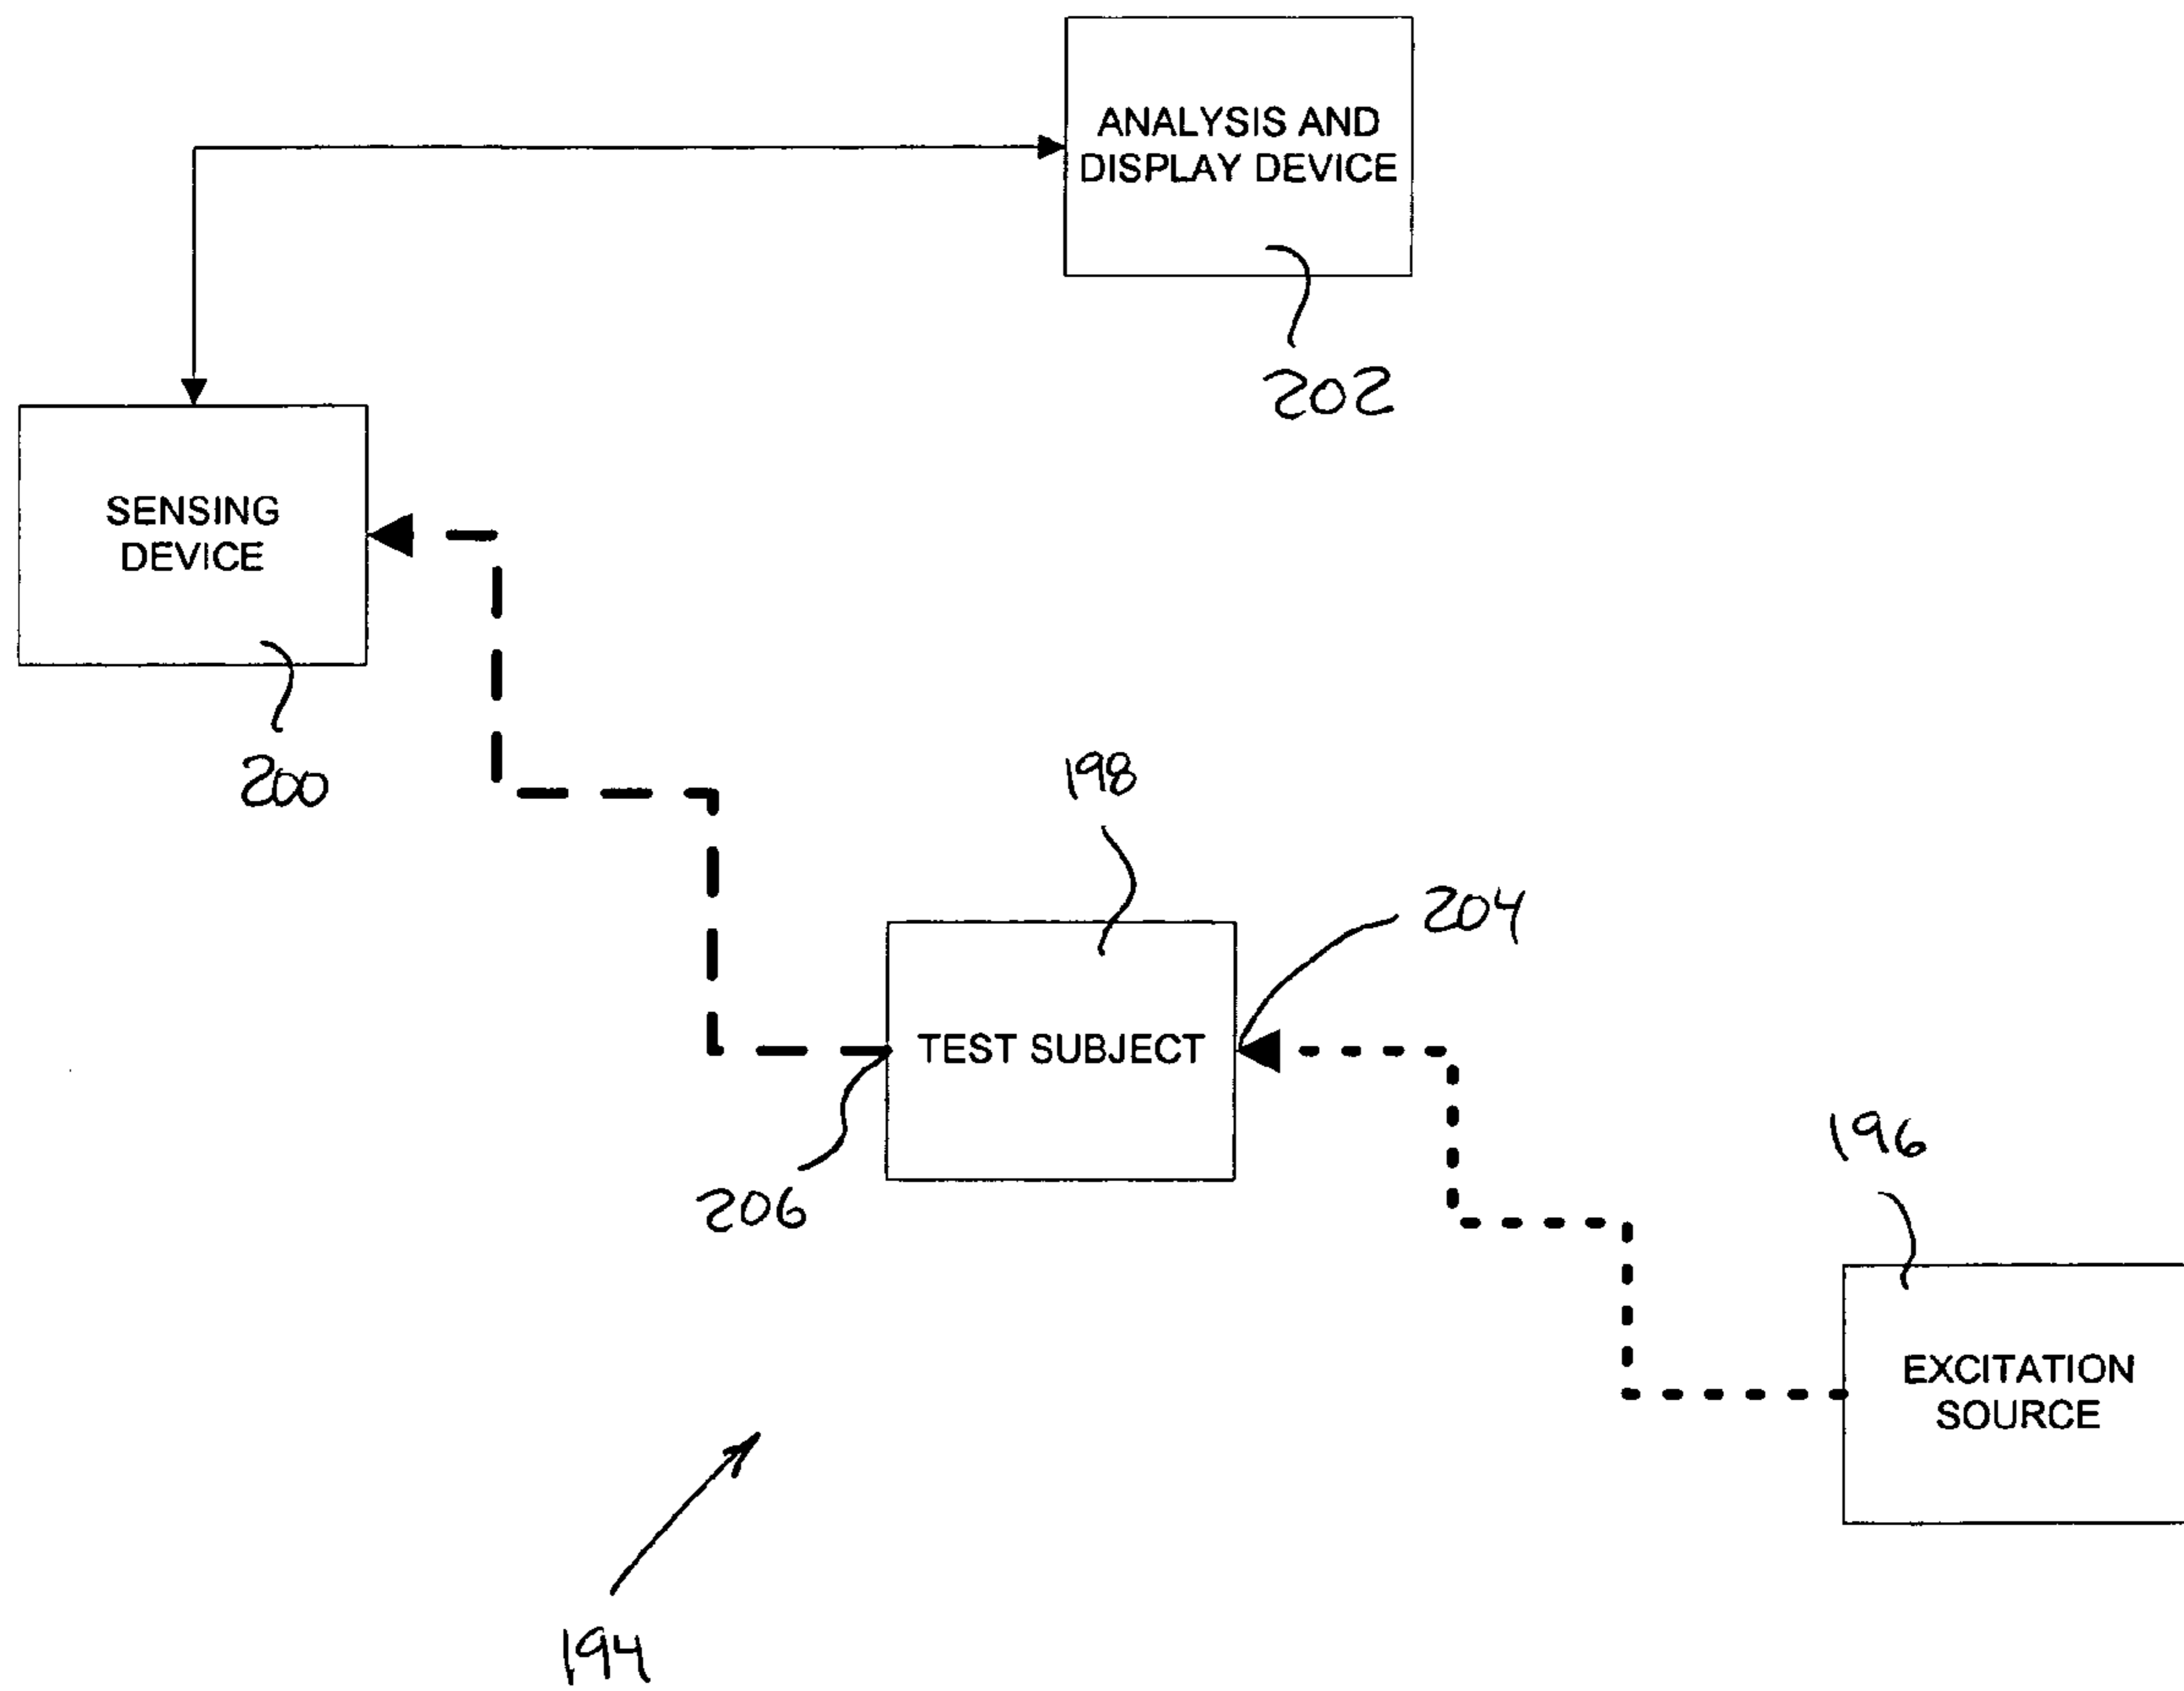 ANALYSIS AND
DISPLAY DEVICE
202
SENSING
DEVICE
200
198
204
TEST SUBJECT
206
196
EXCITATION
SOURCE
194